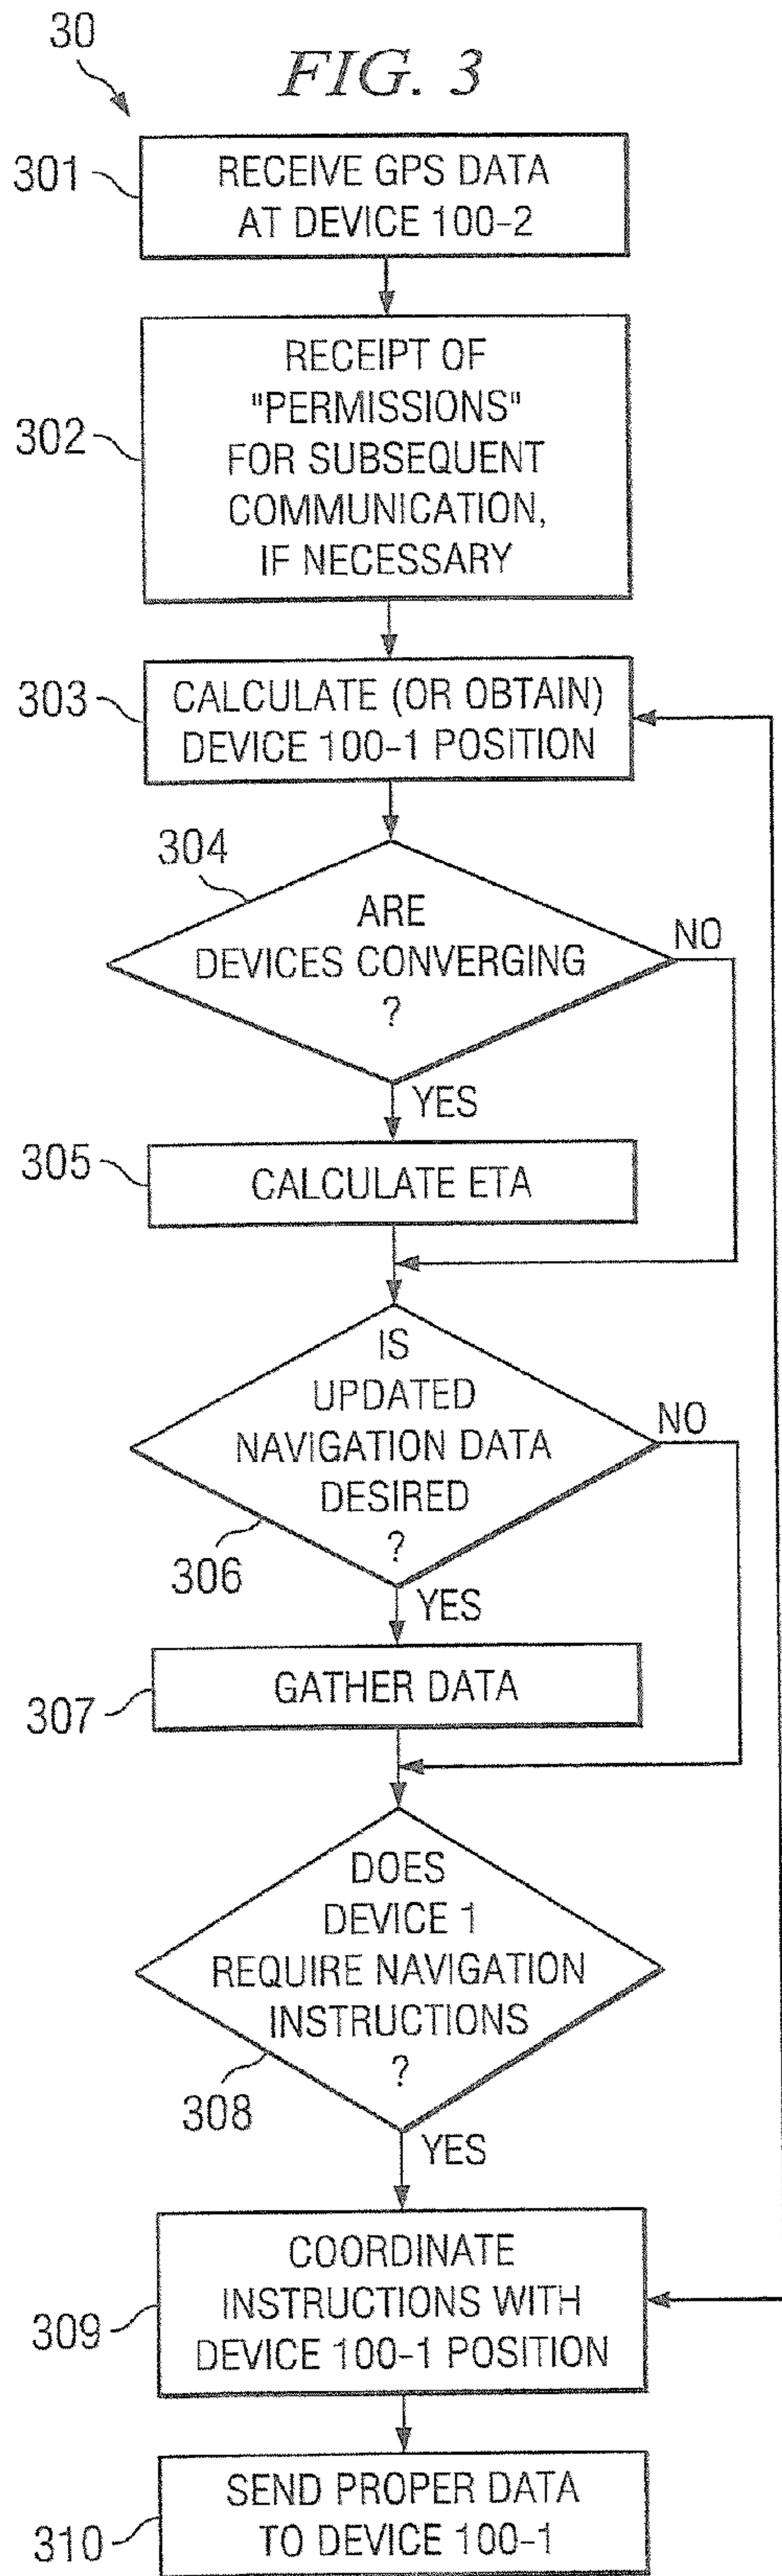 30
FIG. 3
301
RECEIVE GPS DATA
AT DEVICE 100-2
302
RECEIPT OF
"PERMISSIONS"
FOR SUBSEQUENT
COMMUNICATION,
IF NECESSARY
303
CALCULATE (OR OBTAIN)
DEVICE 100-1 POSITION
304
ARE
DEVICES CONVERGING
?
NO
YES
305
CALCULATE ETA
IS
UPDATED
NAVIGATION DATA
DESIRED
?
NO
306
YES
307
GATHER DATA
DOES
DEVICE 1
REQUIRE NAVIGATION
INSTRUCTIONS
?
308
YES
309
COORDINATE
INSTRUCTIONS WITH
DEVICE 100-1 POSITION
310
SEND PROPER DATA
TO DEVICE 100-1